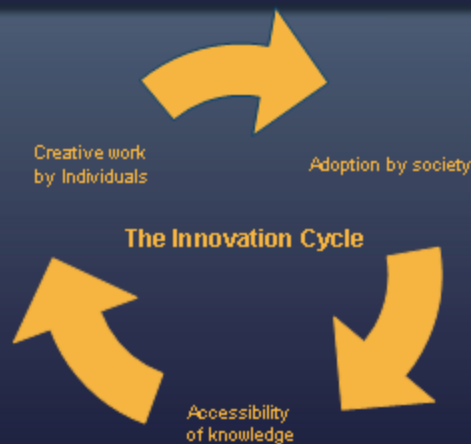 Creative work
by Individuals
Adoption by society
The Innovation Cycle
Accessibility
of knowledge